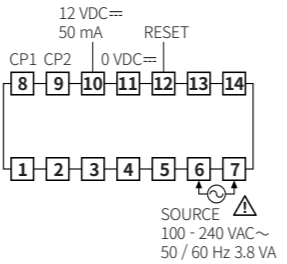 12 VDC⎓
50 mA
RESET
CP1 CP2
0 VDC⎓
8 9 10 11 12 13 14
1 2 3 4 5 6 7
SOURCE
100 - 240 VAC～
50 / 60 Hz 3.8 VA